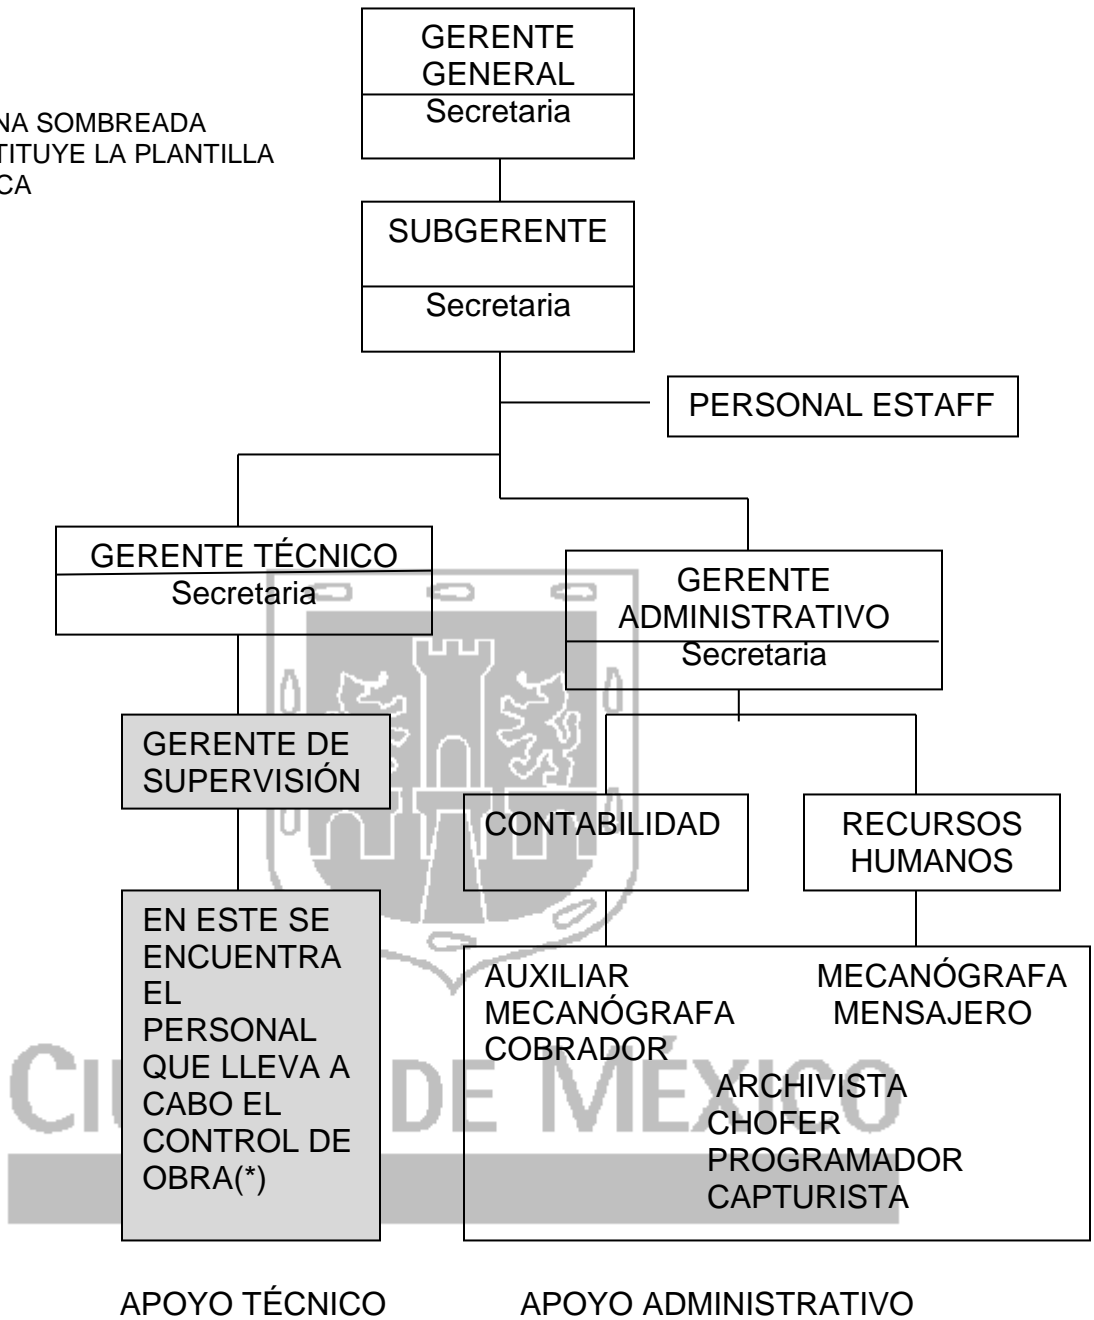 GERENTE
GENERAL
Secretaria
NA SOMBREADA
TITUYE LA PLANTILLA
CA
SUBGERENTE
Secretaria
PERSONAL ESTAFF
GERENTE TÉCNICO
Secretaria
GERENTE
ADMINISTRATIVO
Secretaria
GERENTE DE
SUPERVISIÓN
CONTABILIDAD
RECURSOS
HUMANOS
EN ESTE SE
ENCUENTRA
EL
PERSONAL
QUE LLEVA A
CABO EL
CONTROL DE
OBRA(*)
AUXILIAR
MECANÓGRAFA
COBRADOR
MECANÓGRAFA
MENSAJERO
ARCHIVISTA
CHOFER
PROGRAMADOR
CAPTURISTA
CI DE MÉXICO
APOYO TÉCNICO
APOYO ADMINISTRATIVO